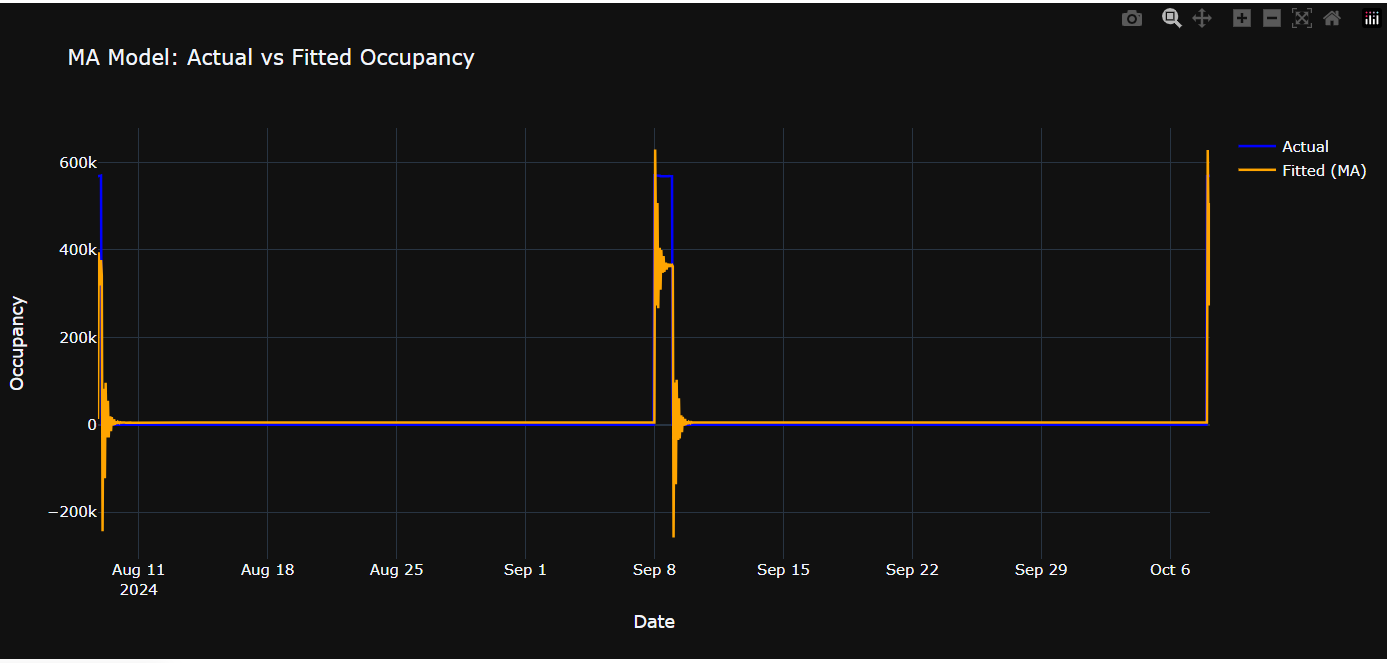 MA Model: Actual vs Fitted Occupancy
Actual
Fitted (MA)
600k
400k
200k
0
−200k
Occupancy
Aug 11
2024
Aug 18
Aug 25
Sep 1
Sep 8
Sep 15
Sep 22
Sep 29
Oct 6
Date